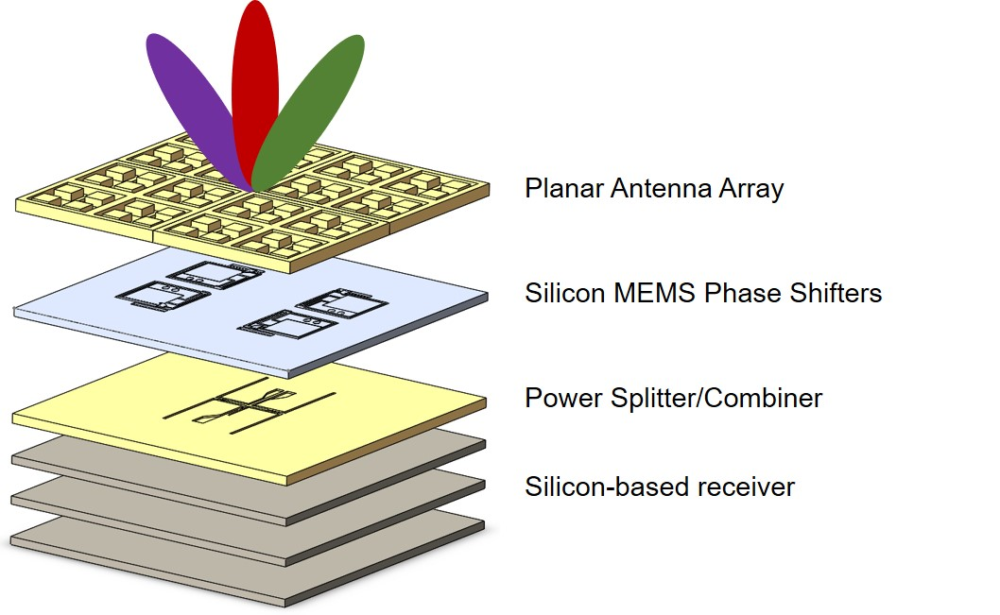 Planar Antenna Array
Silicon MEMS Phase Shifters
Power Splitter/Combiner
Silicon-based receiver